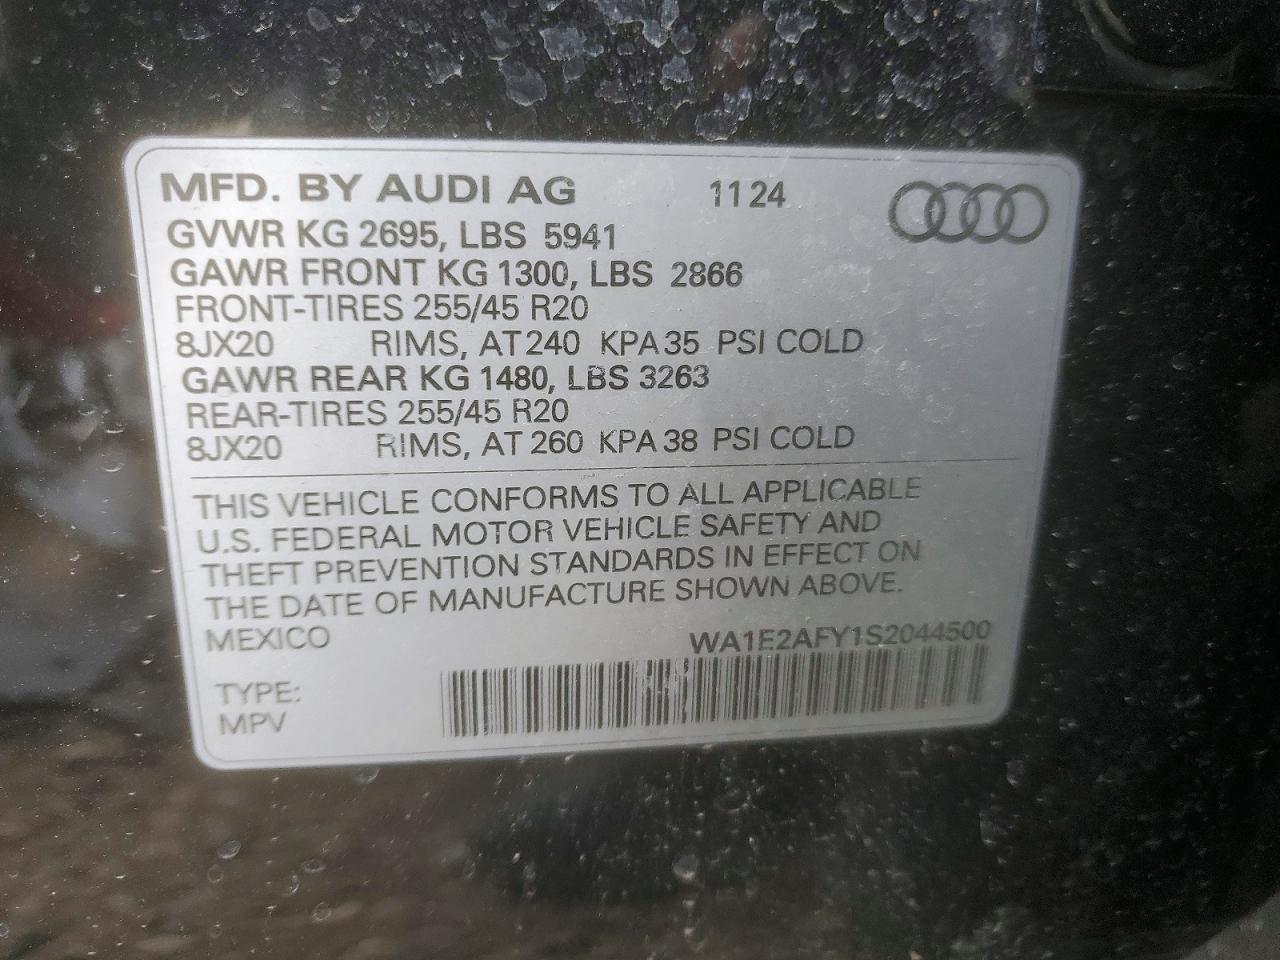 MFD. BY AUDI AG 11 24
GVWR KG 2695, LBS 5941
GAWR FRONT KG 1300, LBS 2866
FRONT-TIRES 255/45 R20
8JX20 RIMS, AT 240 KPA 35 PSI COLD
GAWR REAR KG 1480, LBS 3263
REAR-TIRES 255/45 R20
8JX20 RIMS, AT 260 KPA 38 PSI COLD
THIS VEHICLE CONFORMS TO ALL APPLICABLE
U.S. FEDERAL MOTOR VEHICLE SAFETY AND
THEFT PREVENTION STANDARDS IN EFFECT ON
THE DATE OF MANUFACTURE SHOWN ABOVE.
MEXICO WA1E2AFY1S2044500
TYPE:
MPV